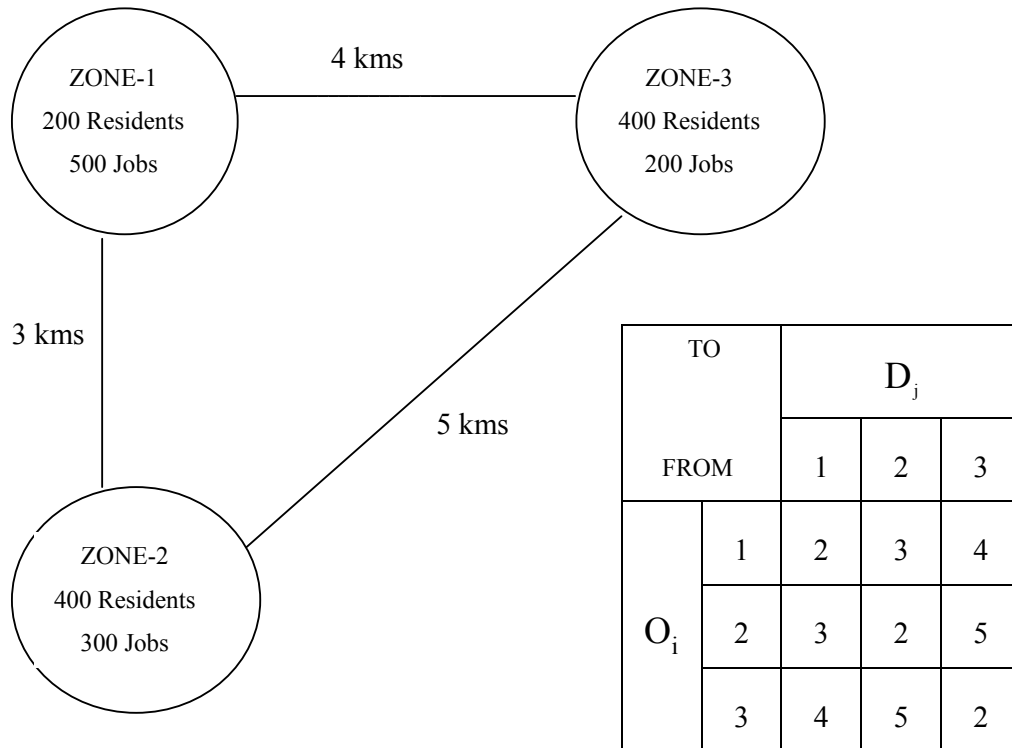 ZONE-1
200 Residents
500 Jobs
4 kms
ZONE-3
400 Residents
200 Jobs
3 kms
5 kms
ZONE-2
400 Residents
300 Jobs
TO
FROM
D_j
1 2 3
O_i
1 2 3 4
2 3 2 5
3 4 5 2